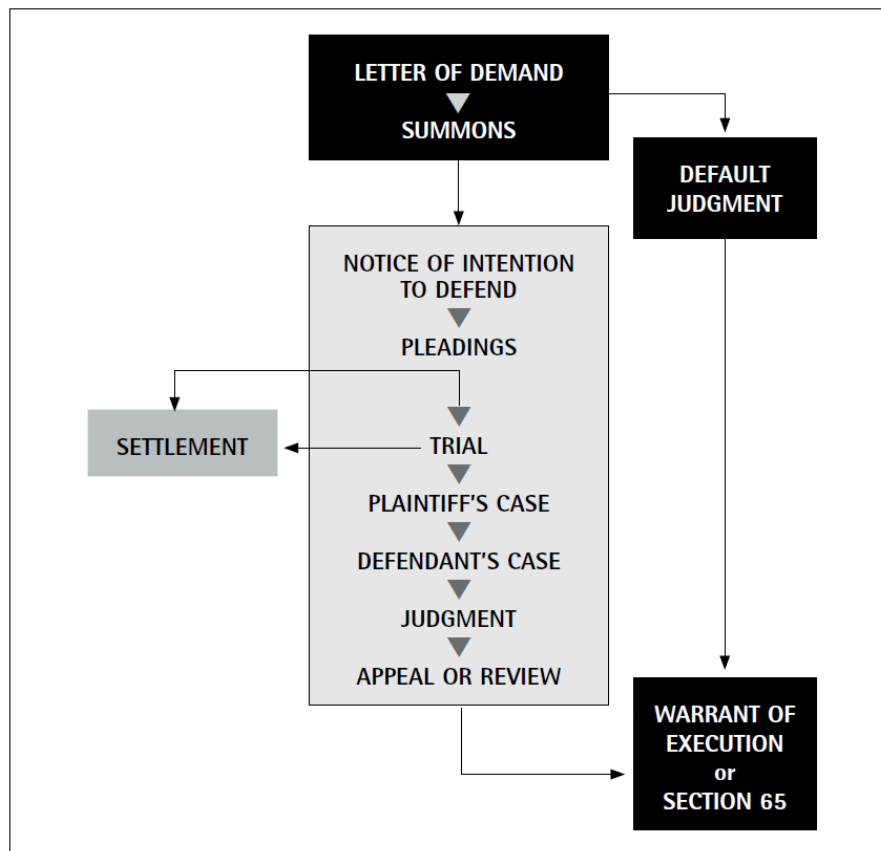 LETTER OF DEMAND
SUMMONS
DEFAULT
JUDGMENT
NOTICE OF INTENTION
TO DEFEND
PLEADINGS
SETTLEMENT
TRIAL
PLAINTIFF'S CASE
DEFENDANT'S CASE
JUDGMENT
APPEAL OR REVIEW
WARRANT OF
EXECUTION
or
SECTION 65